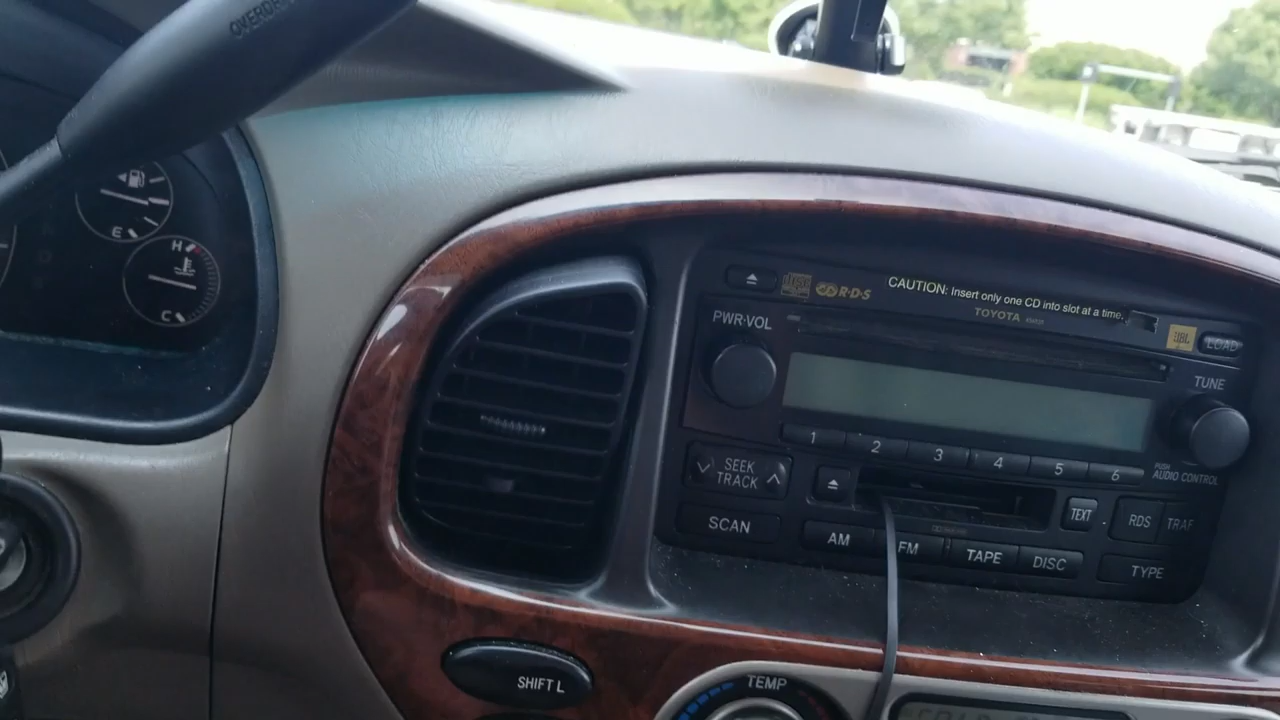 OVERDR
E
H
C
DISC
R·D·S
CAUTION: Insert only one CD into slot at a time.
TOYOTA
JBL
LOAD
PWR·VOL
TUNE
1 2 3 4 5 6
PUSH
AUDIO CONTROL
SEEK
TRACK
TEXT
RDS
TRAF
SCAN
AM
FM
TAPE
DISC
TYPE
SHIFT L
TEMP